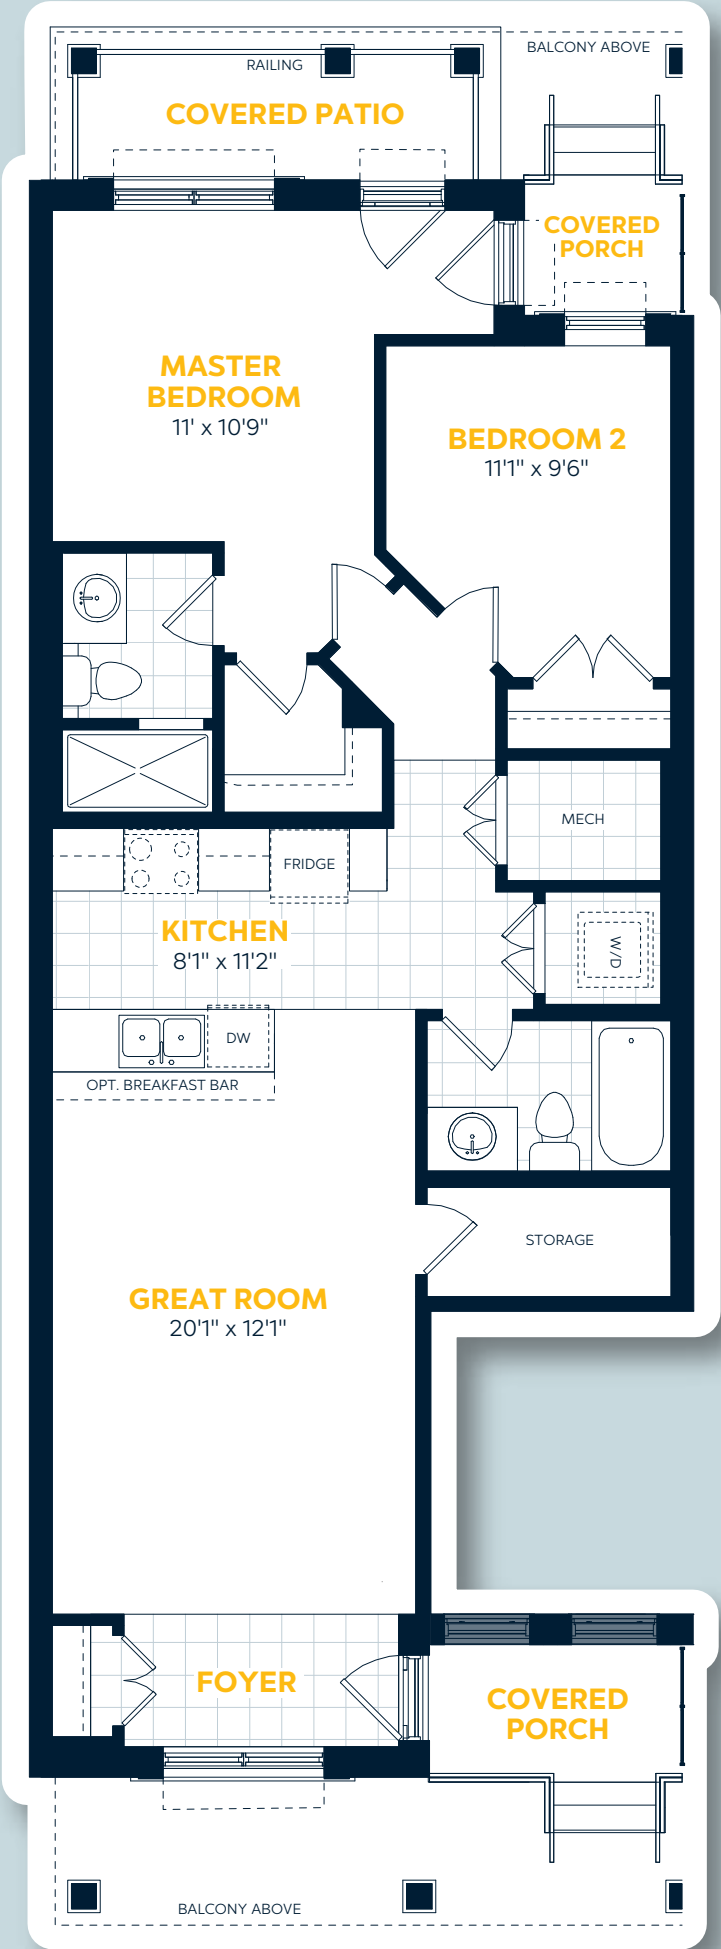 BALCONY ABOVE
RAILING
COVERED PATIO
COVERED
PORCH
MASTER
BEDROOM
11' x 10'9"
BEDROOM 2
11'1" x 9'6"
MECH
FRIDGE
KITCHEN
8'1" x 11'2"
W/D
DW
OPT. BREAKFAST BAR
STORAGE
GREAT ROOM
20'1" x 12'1"
FOYER
COVERED
PORCH
BALCONY ABOVE